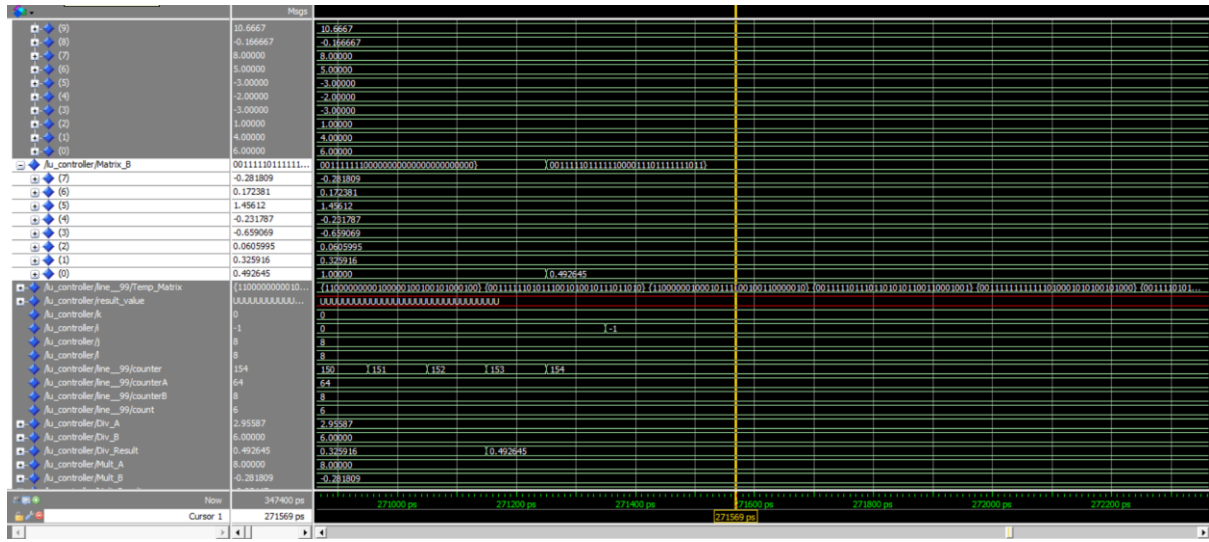 Msgs
(9) 10.6667 10.6667
(8) -0.166667 -0.166667
(7) 8.00000 8.00000
(6) 5.00000 5.00000
(5) -3.00000 -3.00000
(4) -2.00000 -2.00000
(3) -3.00000 -3.00000
(2) 1.00000 1.00000
(1) 4.00000 4.00000
(0) 6.00000 6.00000
/lu_controller/Matrix_B 00111110111111...
(7) -0.281809 -0.281809
(6) 0.172381 0.172381
(5) 1.45612 1.45612
(4) -0.231787 -0.231787
(3) -0.659069 -0.659069
(2) 0.0605995 0.0605995
(1) 0.325916 0.325916
(0) 0.492645 1.00000 0.492645
/lu_controller/line__99/Temp_Matrix
/lu_controller/result_value
/lu_controller/k 0 0
/lu_controller/i -1 0 -1
/lu_controller/j 8 8
/lu_controller/l 8 8
/lu_controller/line__99/counter 154 150 151 152 153 154
/lu_controller/line__99/counterA 64 64
/lu_controller/line__99/counterB 8 8
/lu_controller/line__99/count 6 6
/lu_controller/Div_A 2.95587 2.95587
/lu_controller/Div_B 6.00000 6.00000
/lu_controller/Div_Result 0.492645 0.325916 0.492645
/lu_controller/Mult_A 8.00000 8.00000
/lu_controller/Mult_B -0.281809 -0.281809
Now 347400 ps 271000 ps 271200 ps 271400 ps 271600 ps 271800 ps 272000 ps 272200 ps
Cursor 1 271569 ps 271569 ps